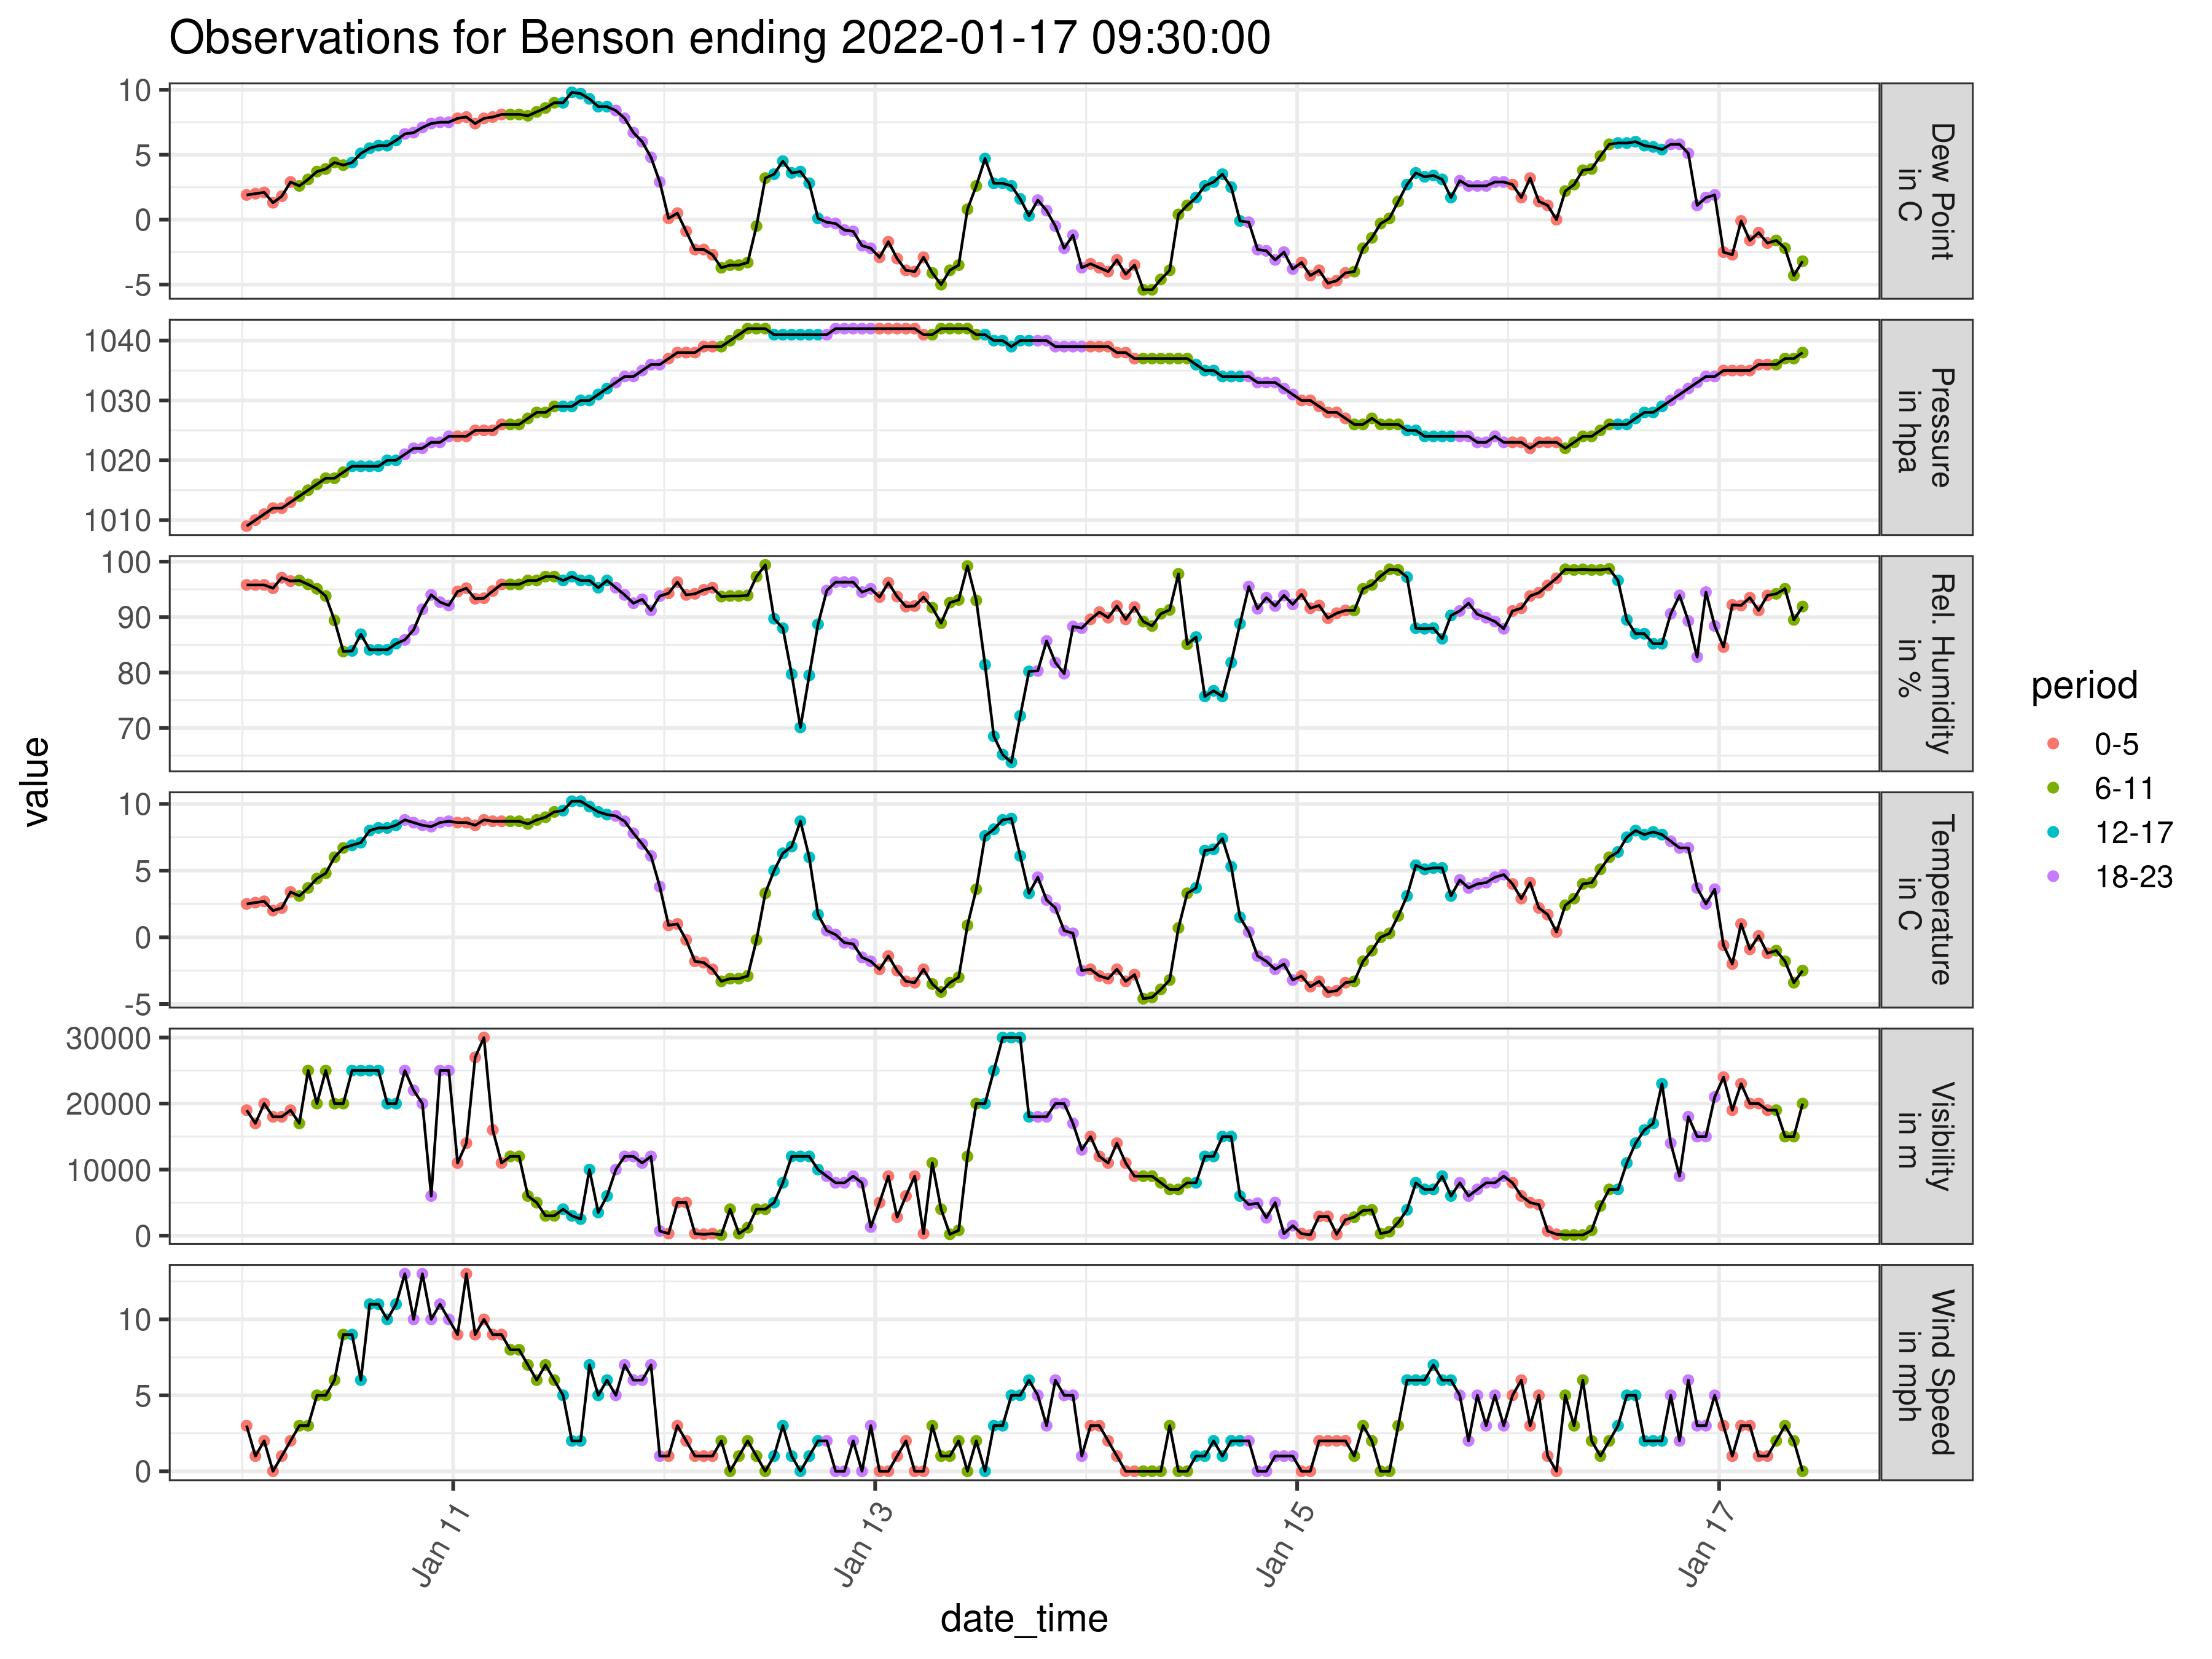 Observations for Benson ending 2022-01-17 09:30:00
value
10
5
0
-5
Dew Point
in C
1040
1030
1020
1010
Pressure
in hpa
100
90
80
70
Rel. Humidity
in %
10
5
0
-5
Temperature
in C
30000
20000
10000
0
Visibility
in m
10
5
0
Wind Speed
in mph
Jan 11
Jan 13
Jan 15
Jan 17
date_time
period
0-5
6-11
12-17
18-23